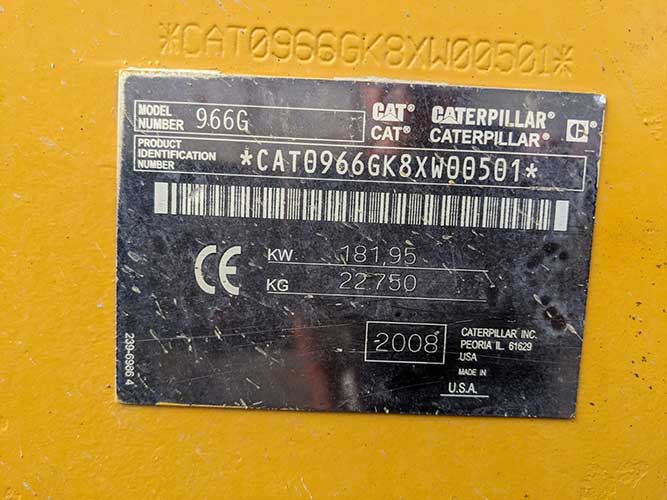 *CAT0966GK8XW00501*
MODEL NUMBER 966G
CAT® CATERPILLAR®
CAT® CATERPILLAR® C®
PRODUCT IDENTIFICATION NUMBER *CAT0966GK8XW00501*
CE KW 181,95
KG 22750
2008
CATERPILLAR INC.
PEORIA IL 61629
USA
MADE IN
U.S.A.
239-6986 4